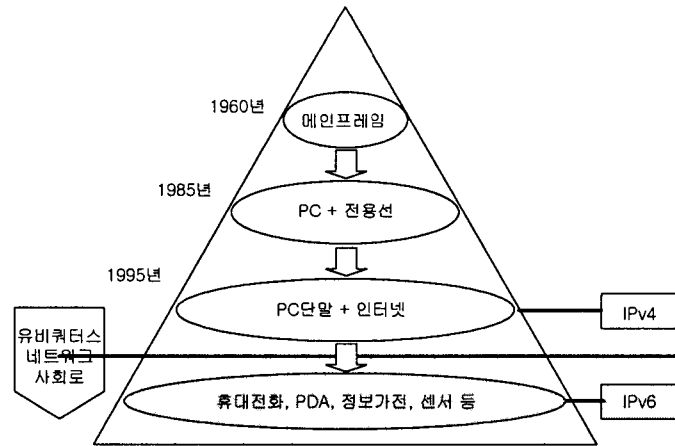 1960년
메인프레임
1985년
PC + 전용선
1995년
PC단말 + 인터넷
IPv4
유비쿼터스
네트워크
사회로
휴대전화, PDA, 정보가전, 센서 등
IPv6